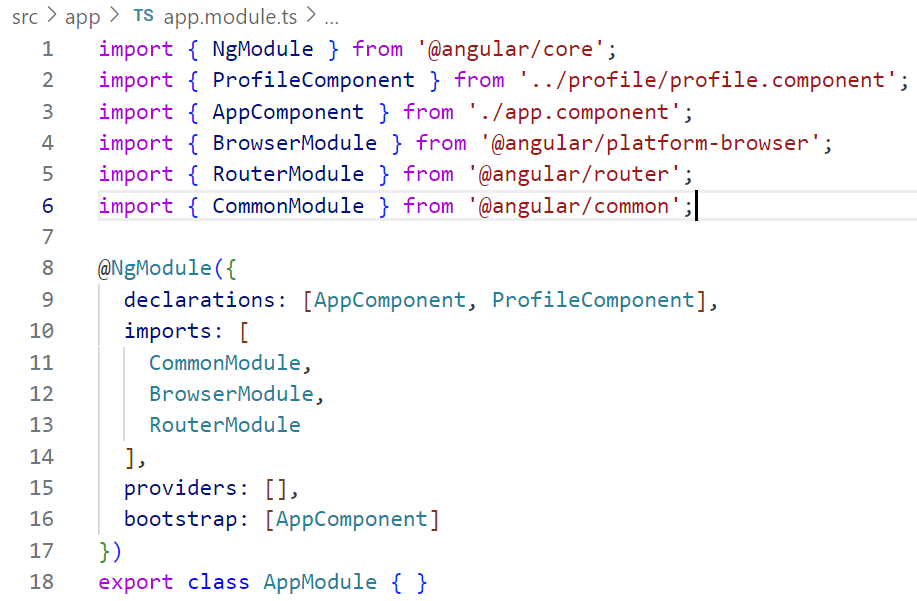 src > app > TS app.module.ts > ...
1 import { NgModule } from '@angular/core';
2 import { ProfileComponent } from '../profile/profile.component';
3 import { AppComponent } from './app.component';
4 import { BrowserModule } from '@angular/platform-browser';
5 import { RouterModule } from '@angular/router';
6 import { CommonModule } from '@angular/common';
7
8 @NgModule({
9   declarations: [AppComponent, ProfileComponent],
10   imports: [
11     CommonModule,
12     BrowserModule,
13     RouterModule
14   ],
15   providers: [],
16   bootstrap: [AppComponent]
17 })
18 export class AppModule { }